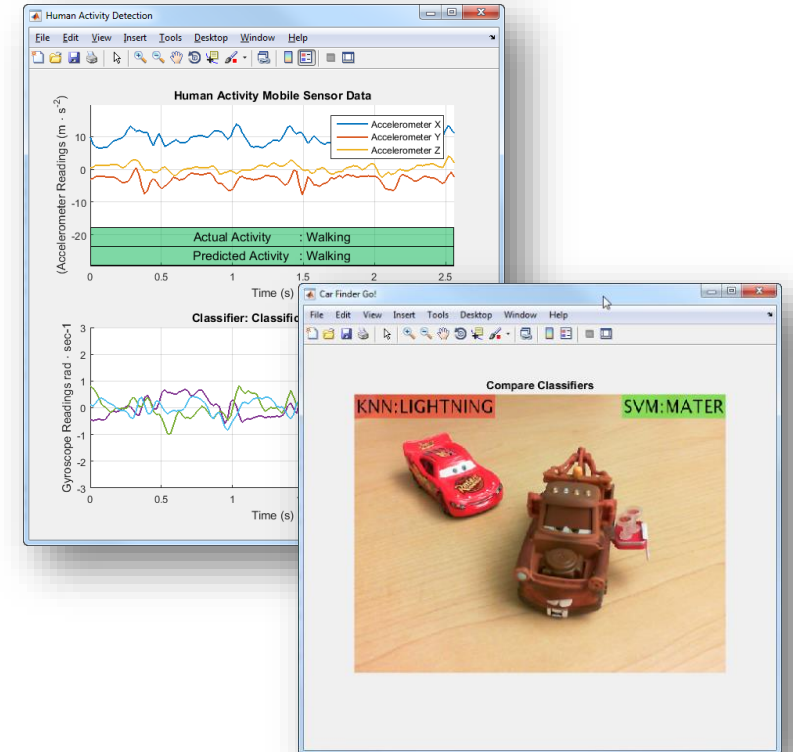 Human Activity Detection
File Edit View Insert Tools Desktop Window Help
Human Activity Mobile Sensor Data
(Accelerometer Readings (m · s-2)
10
0
-10
-20
Accelerometer X
Accelerometer Y
Accelerometer Z
Actual Activity : Walking
Predicted Activity : Walking
0 0.5 1 1.5 2 2.5
Time (s)
Classifier:
Gyroscope Readings rad · sec-1
3
2
1
0
-1
-2
-3
0 0.5 1
Time (s)
Car Finder Go!
File Edit View Insert Tools Desktop Window Help
Compare Classifiers
KNN:LIGHTNING SVM:MATER